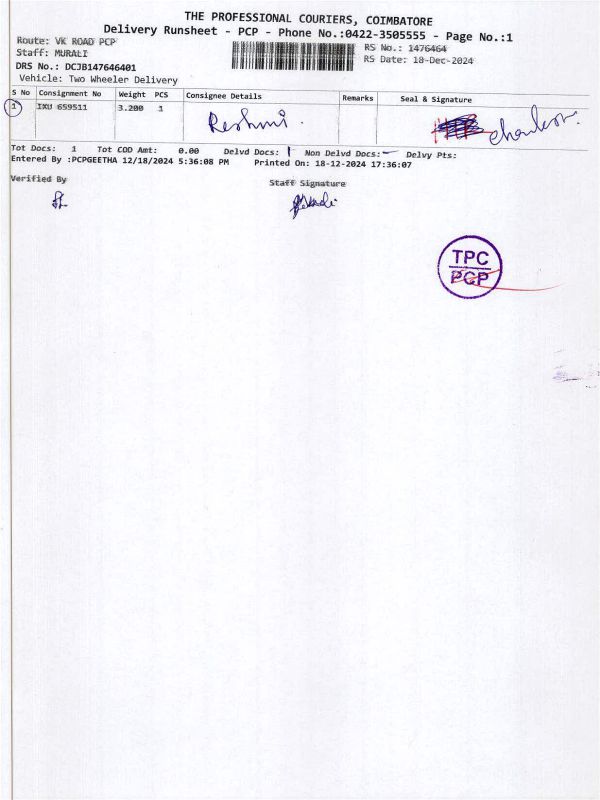 THE PROFESSIONAL COURIERS, COIMBATORE
Delivery Runsheet - PCP - Phone No.:0422-3505555 - Page No.:1
Route: VK ROAD PCP
RS No.: 1476464
Staff: MURALI
RS Date: 18-Dec-2024
DRS No.: DCJB147646401
Vehicle: Two Wheeler Delivery
S No Consignment No Weight PCS Consignee Details Remarks Seal & Signature
1 IXU 659511 3.200 1 Reshmi.
Tot Docs: 1 Tot COD Amt: 0.00 Delvd Docs: 1 Non Delvd Docs: — Delvy Pts:
Entered By :PCPGEETHA 12/18/2024 5:36:08 PM Printed On: 18-12-2024 17:36:07
Verified By Staff Signature
TPC
PCP